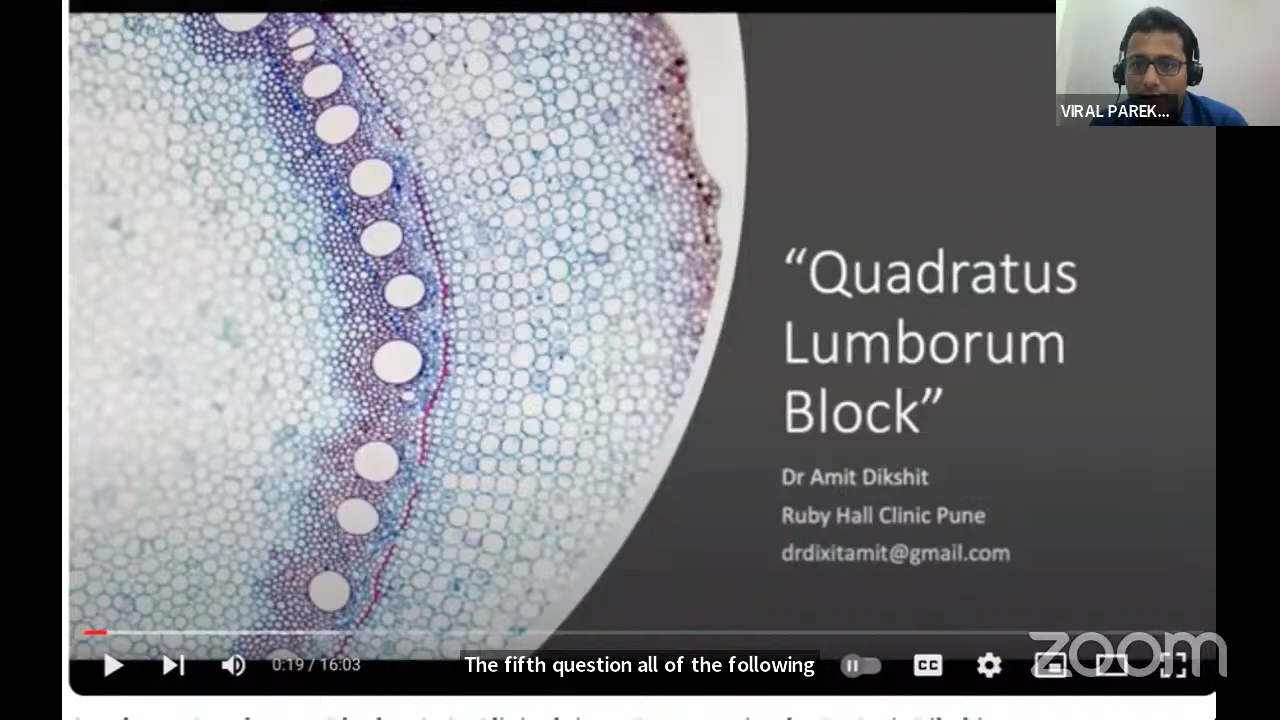 VIRAL PAREK...
“Quadratus
Lumborum
Block”
Dr Amit Dikshit
Ruby Hall Clinic Pune
drdixitamit@gmail.com
0:19 / 16:03
The fifth question all of the following
CC
zoom